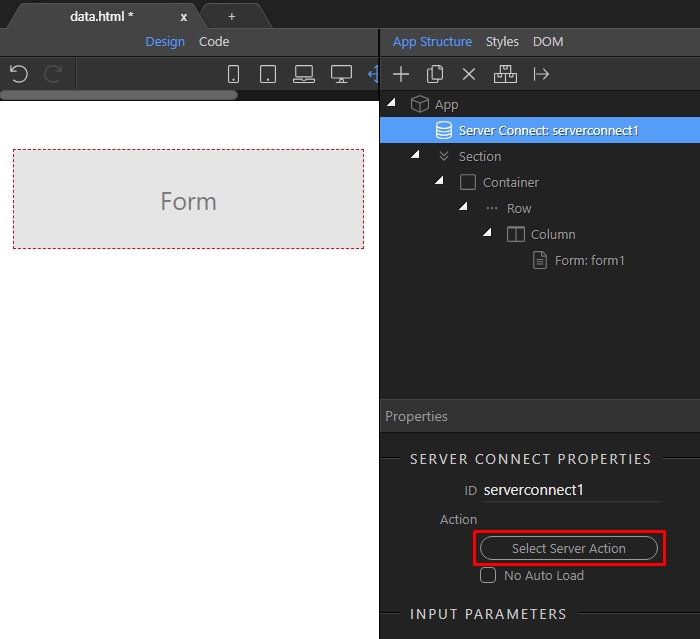 data.html * x +
Design Code
App Structure Styles DOM
App
Server Connect: serverconnect1
Section
Container
Row
Column
Form: form1
Form
Properties
SERVER CONNECT PROPERTIES
ID serverconnect1
Action
Select Server Action
No Auto Load
INPUT PARAMETERS